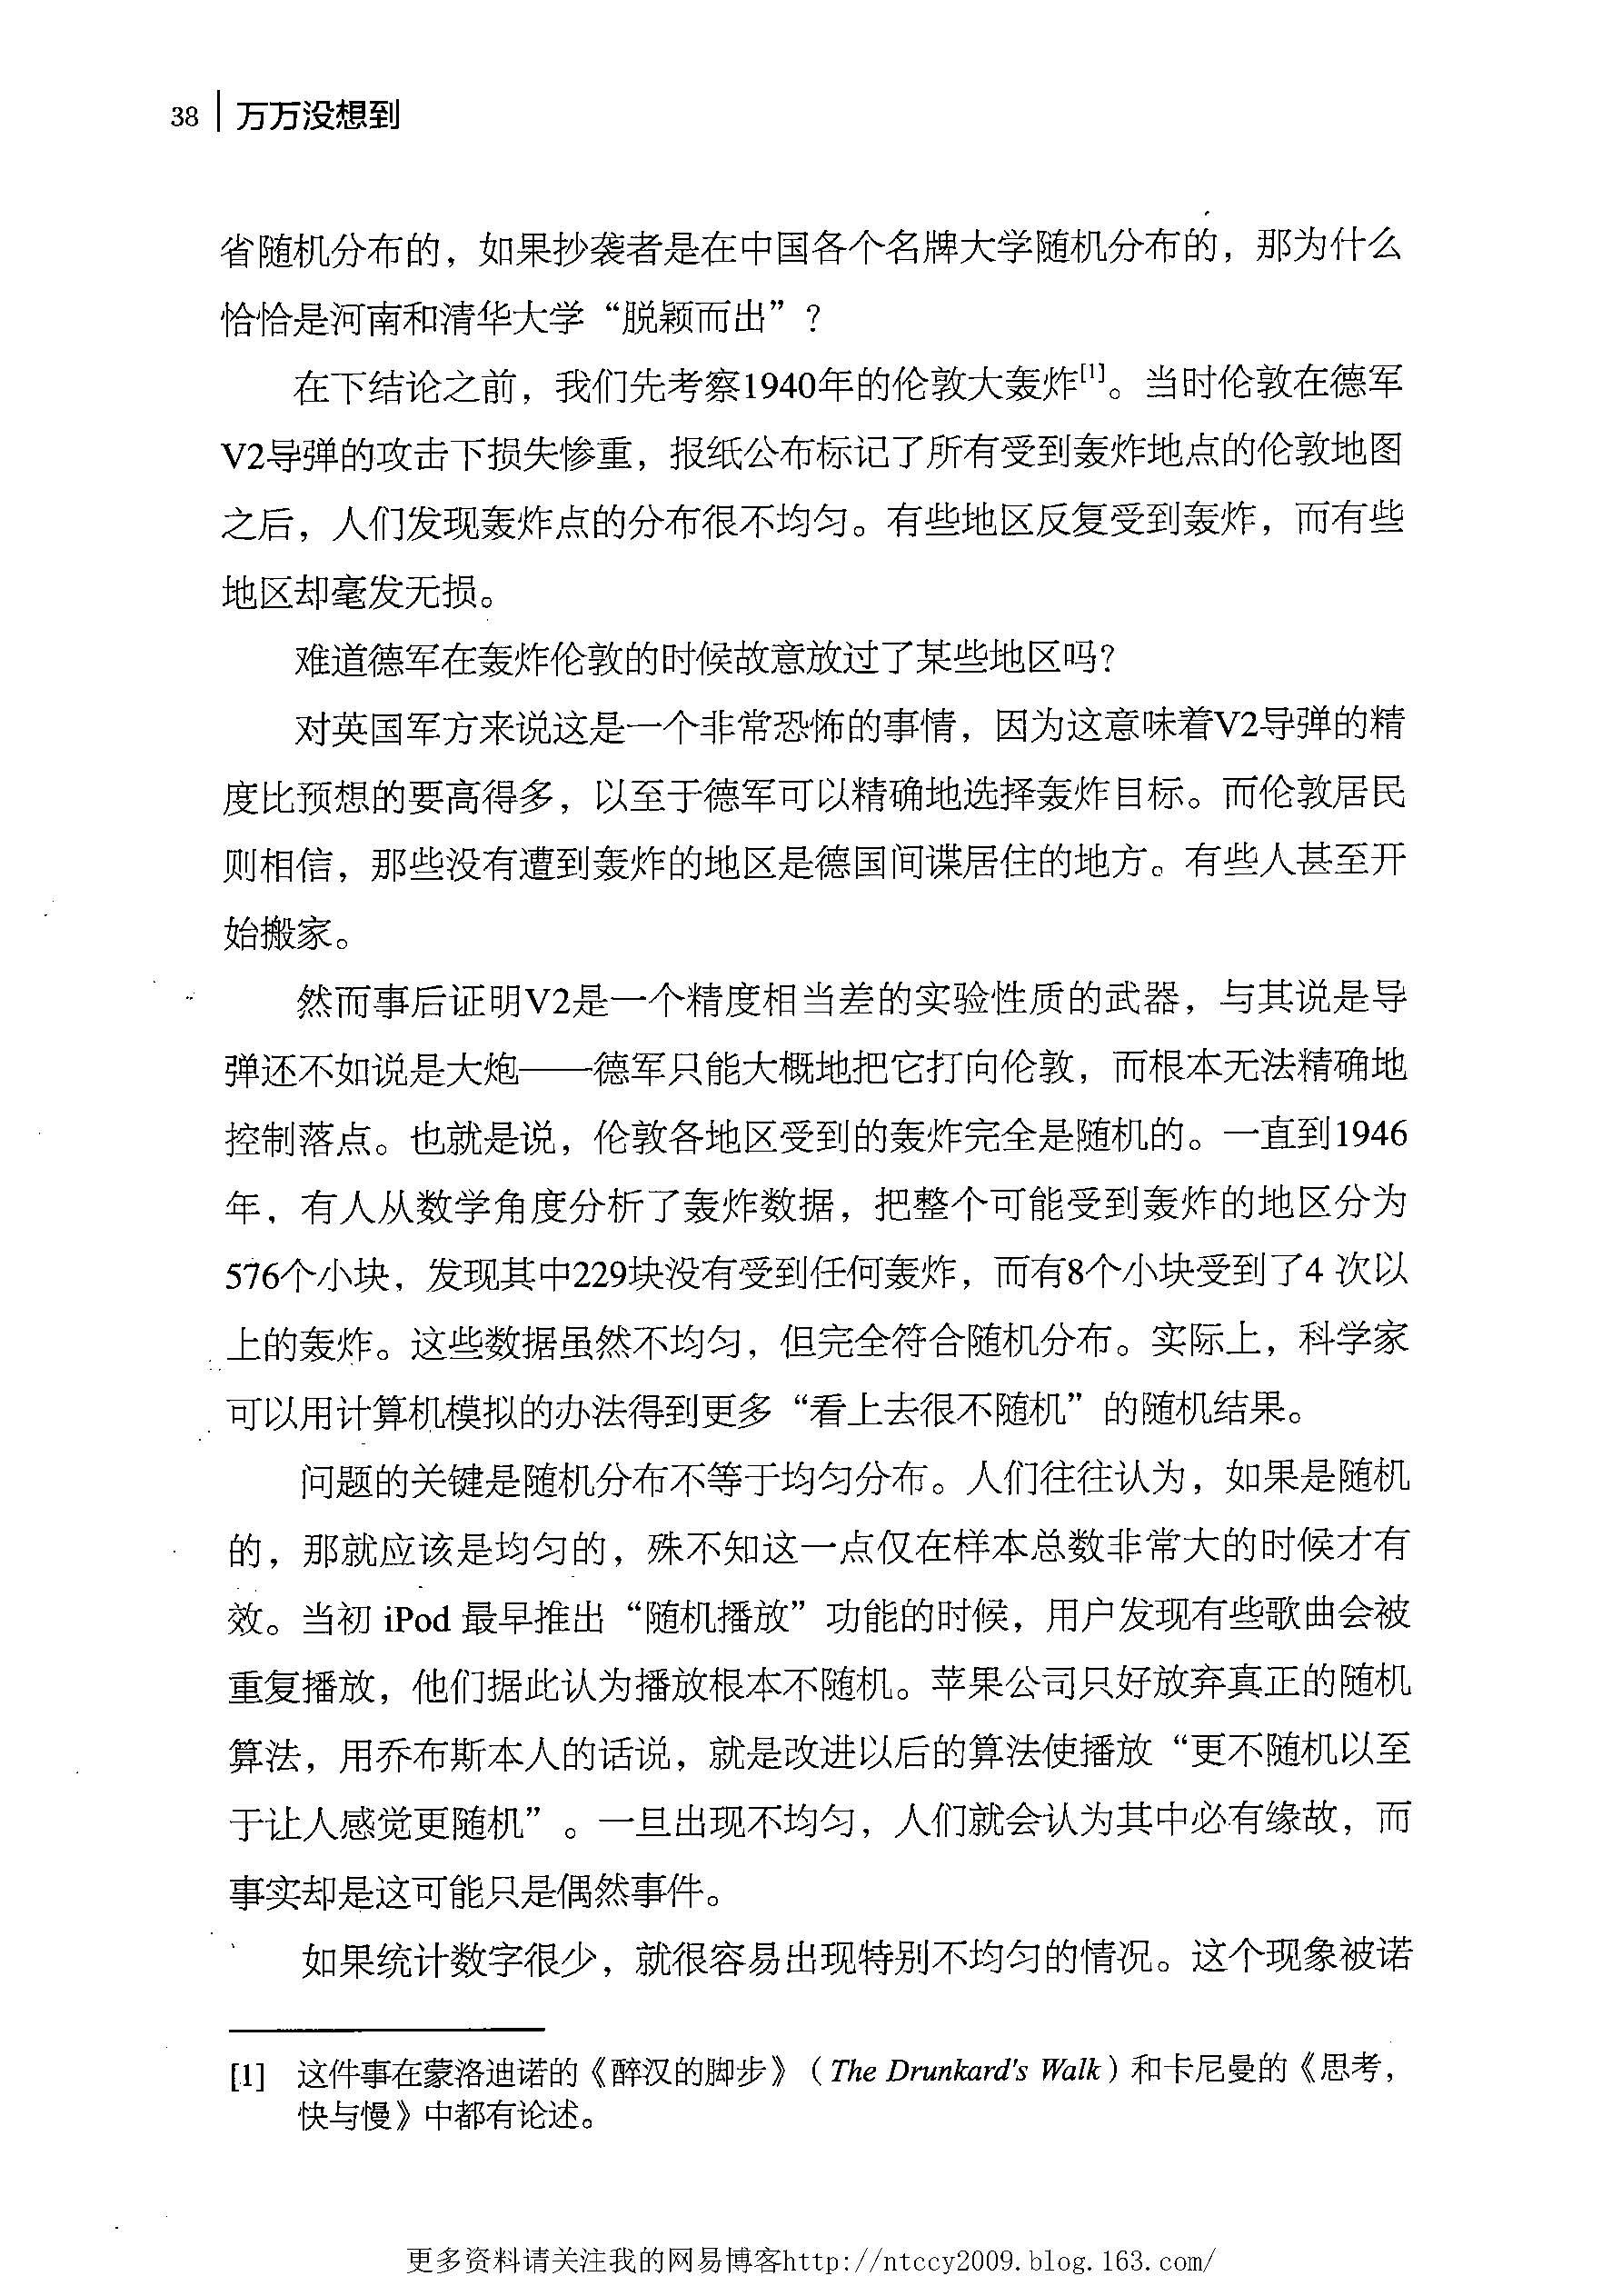 38 万万没想到
省随机分布的，如果抄袭者是在中国各个名牌大学随机分布的，那为什么
恰恰是河南和清华大学“脱颖而出”？
在下结论之前，我们先考察1940年的伦敦大轰炸[1]。当时伦敦在德军
V2导弹的攻击下损失惨重，报纸公布标记了所有受到轰炸地点的伦敦地图
之后，人们发现轰炸点的分布很不均匀。有些地区反复受到轰炸，而有些
地区却毫发无损。
难道德军在轰炸伦敦的时候故意放过了某些地区吗？
对英国军方来说这是一个非常恐怖的事情，因为这意味着V2导弹的精
度比预想的要高得多，以至于德军可以精确地选择轰炸目标。而伦敦居民
则相信，那些没有遭到轰炸的地区是德国间谍居住的地方。有些人甚至开
始搬家。
然而事后证明V2是一个精度相当差的实验性质的武器，与其说是导
弹还不如说是大炮——德军只能大概地把它打向伦敦，而根本无法精确地
控制落点。也就是说，伦敦各地区受到的轰炸完全是随机的。一直到1946
年，有人从数学角度分析了轰炸数据，把整个可能受到轰炸的地区分为
576个小块，发现其中229块没有受到任何轰炸，而有8个小块受到了4 次以
上的轰炸。这些数据虽然不均匀，但完全符合随机分布。实际上，科学家
可以用计算机模拟的办法得到更多“看上去很不随机”的随机结果。
问题的关键是随机分布不等于均匀分布。人们往往认为，如果是随机
的，那就应该是均匀的，殊不知这一点仅在样本总数非常大的时候才有
效。当初 iPod 最早推出“随机播放”功能的时候，用户发现有些歌曲会被
重复播放，他们据此认为播放根本不随机。苹果公司只好放弃真正的随机
算法，用乔布斯本人的话说，就是改进以后的算法使播放“更不随机以至
于让人感觉更随机”。一旦出现不均匀，人们就会认为其中必有缘故，而
事实却是这可能只是偶然事件。
如果统计数字很少，就很容易出现特别不均匀的情况。这个现象被诺
[1] 这件事在蒙洛迪诺的《醉汉的脚步》（The Drunkard's Walk）和卡尼曼的《思考，
快与慢》中都有论述。
更多资料请关注我的网易博客http://ntccy2009.blog.163.com/